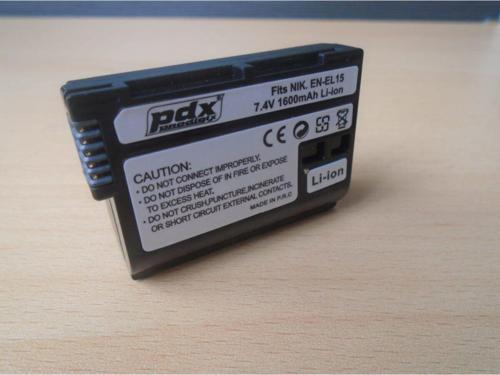 pdx
prodigy
Fits NIK. EN-EL15
7.4V 1600mAh Li-ion
CE
CAUTION:
• DO NOT CONNECT IMPROPERLY.
• DO NOT DISPOSE IN FIRE OR EXPOSE
TO EXCESS HEAT.
• DO NOT CRUSH,PUNCTURE,INCINERATE
OR SHORT CIRCUIT EXTERNAL CONTACTS.
MADE IN P.R.C
Li-ion